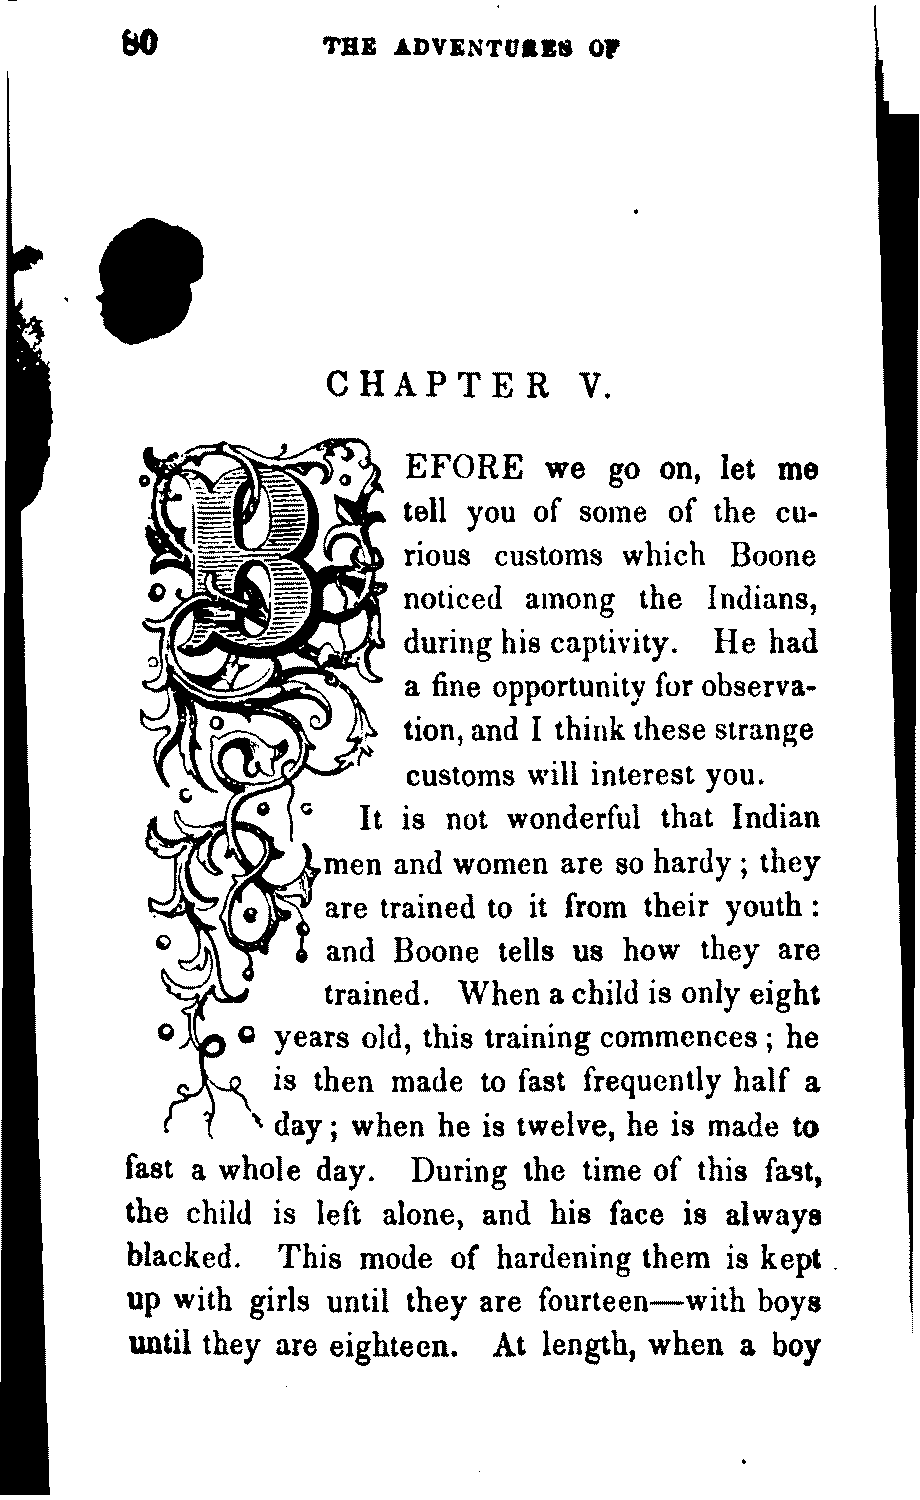 80 THE ADVENTURES OF
CHAPTER V.
BEFORE we go on, let me
tell you of some of the cu-
rious customs which Boone
noticed among the Indians,
during his captivity. He had
a fine opportunity for observa-
tion, and I think these strange
customs will interest you.
It is not wonderful that Indian
men and women are so hardy; they
are trained to it from their youth:
and Boone tells us how they are
trained. When a child is only eight
years old, this training commences; he
is then made to fast frequently half a
day; when he is twelve, he is made to
fast a whole day. During the time of this fast,
the child is left alone, and his face is always
blacked. This mode of hardening them is kept
up with girls until they are fourteen—with boys
until they are eighteen. At length, when a boy